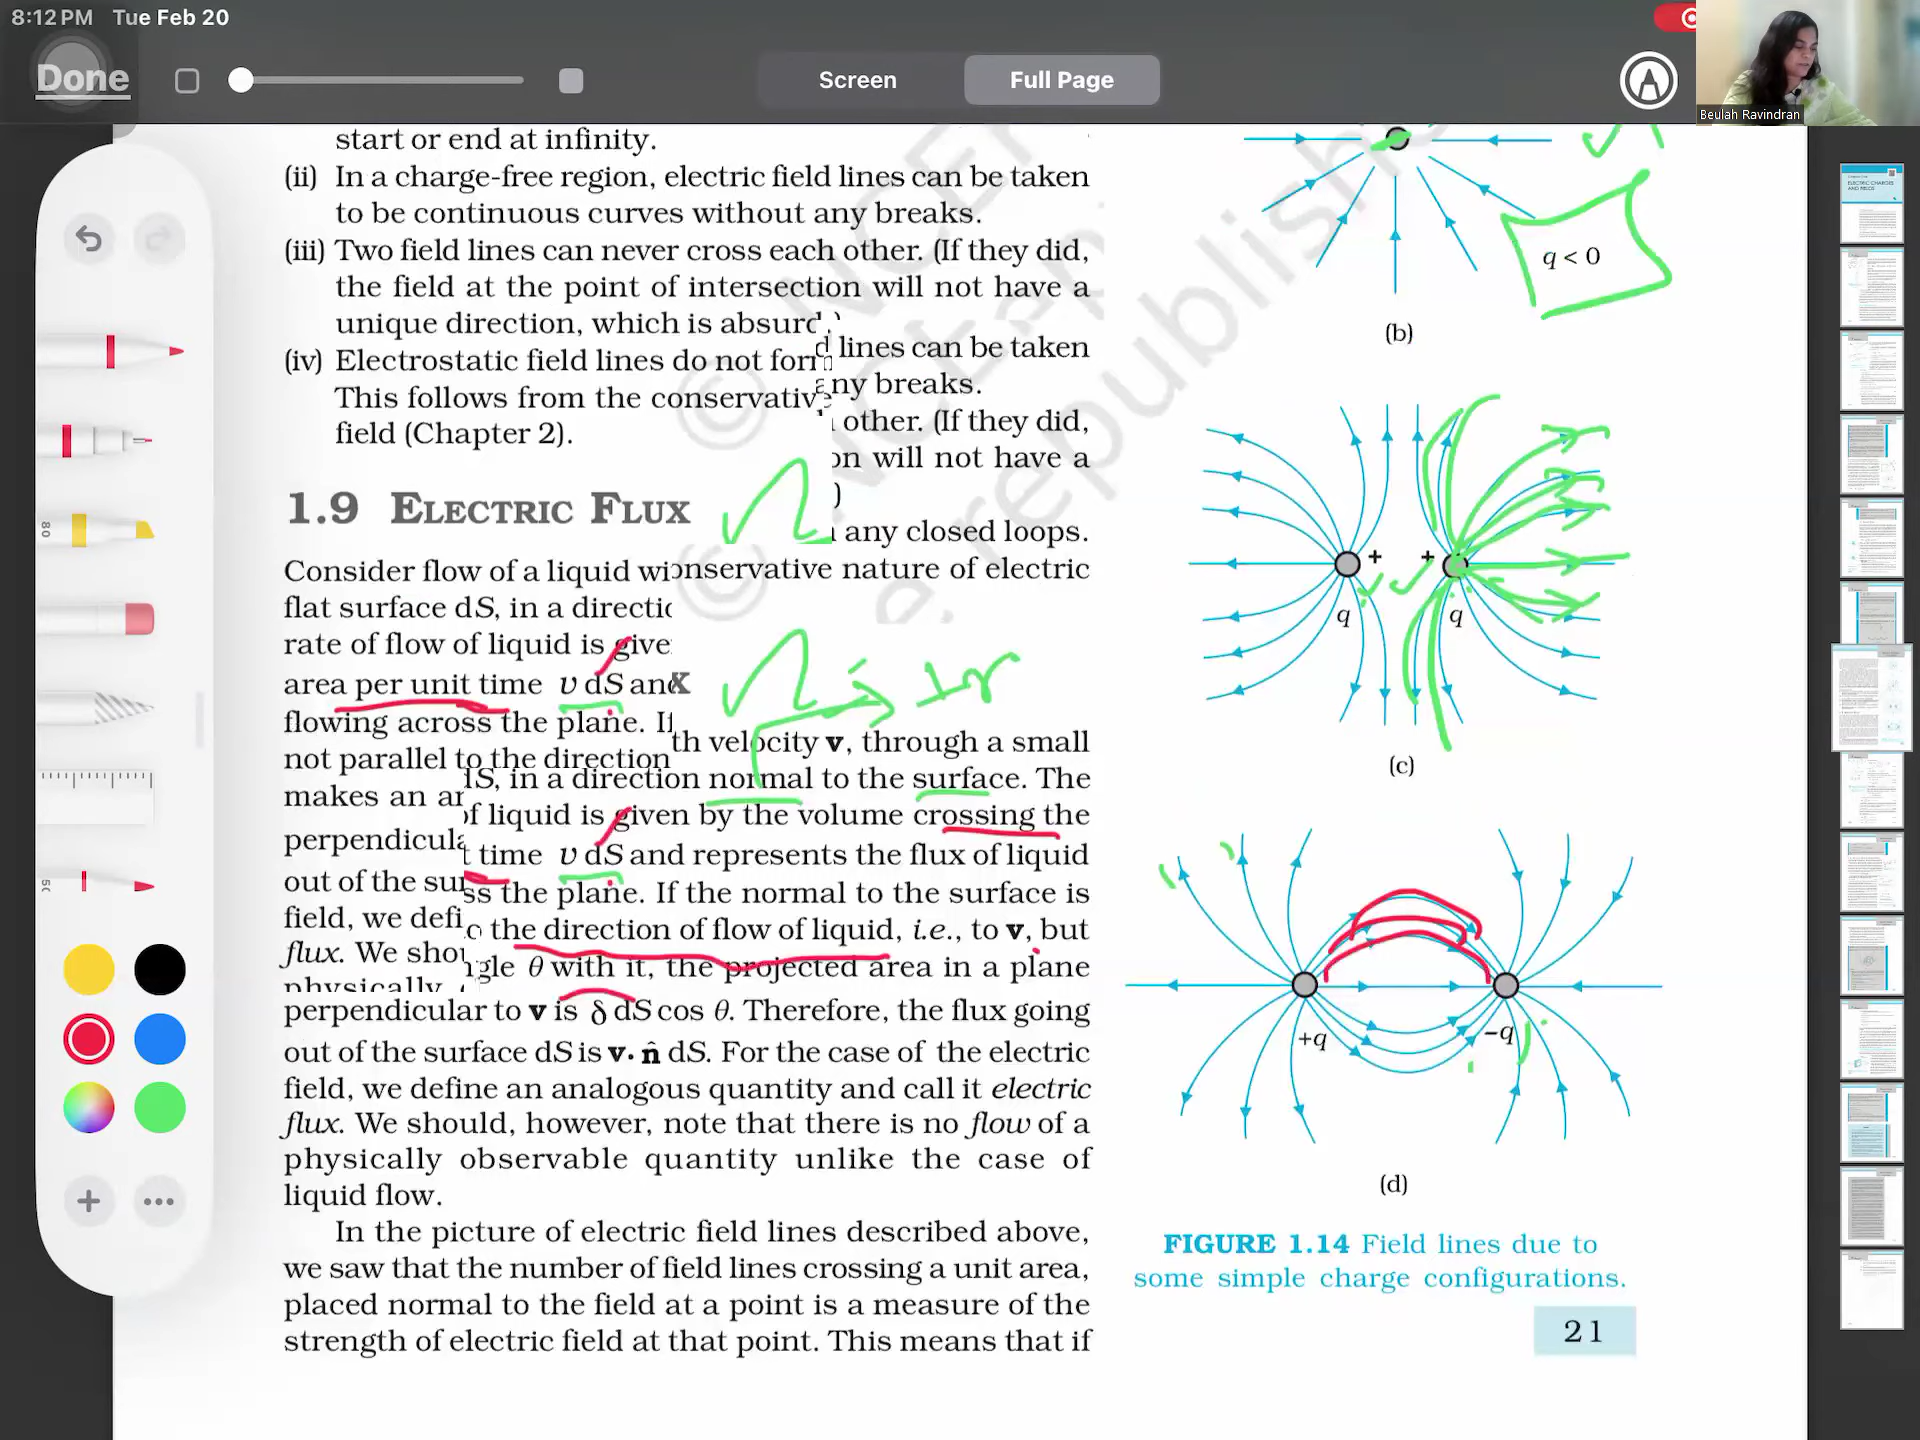 8:12 PM Tue Feb 20
Done
Screen
Full Page
Beulah Ravindran
start or end at infinity.
(ii) In a charge-free region, electric field lines can be taken
to be continuous curves without any breaks.
(iii) Two field lines can never cross each other. (If they did,
the field at the point of intersection will not have a
unique direction, which is absurd.)
lines can be taken
(iv) Electrostatic field lines do not form
any breaks.
This follows from the conservative
other. (If they did,
field (Chapter 2).
on will not have a
)
1.9 ELECTRIC FLUX
any closed loops.
Consider flow of a liquid wi
onservative nature of electric
flat surface dS, in a directio
rate of flow of liquid is give
area per unit time v dS and
x
⊥r
flowing across the plane. If
th velocity v, through a small
not parallel to the direction
dS, in a direction normal to the surface. The
makes an an
of liquid is given by the volume crossing the
perpendicula
t time v dS and represents the flux of liquid
out of the sur
ss the plane. If the normal to the surface is
field, we defi
o the direction of flow of liquid, i.e., to v, but
flux. We shou
ngle θ with it, the projected area in a plane
physically
perpendicular to v is δ dS cos θ. Therefore, the flux going
out of the surface dS is v. n̂ dS. For the case of the electric
field, we define an analogous quantity and call it electric
flux. We should, however, note that there is no flow of a
physically observable quantity unlike the case of
liquid flow.
In the picture of electric field lines described above,
we saw that the number of field lines crossing a unit area,
placed normal to the field at a point is a measure of the
strength of electric field at that point. This means that if
q < 0
(b)
+ +
q q
(c)
+q −q
(d)
FIGURE 1.14 Field lines due to
some simple charge configurations.
21
80
50